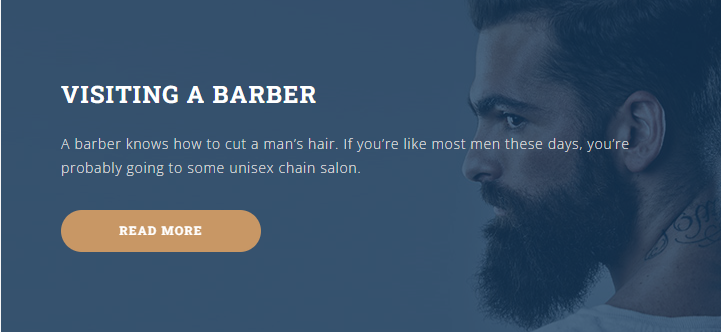 VISITING A BARBER
A barber knows how to cut a man's hair. If you're like most men these days, you're
probably going to some unisex chain salon.
READ MORE